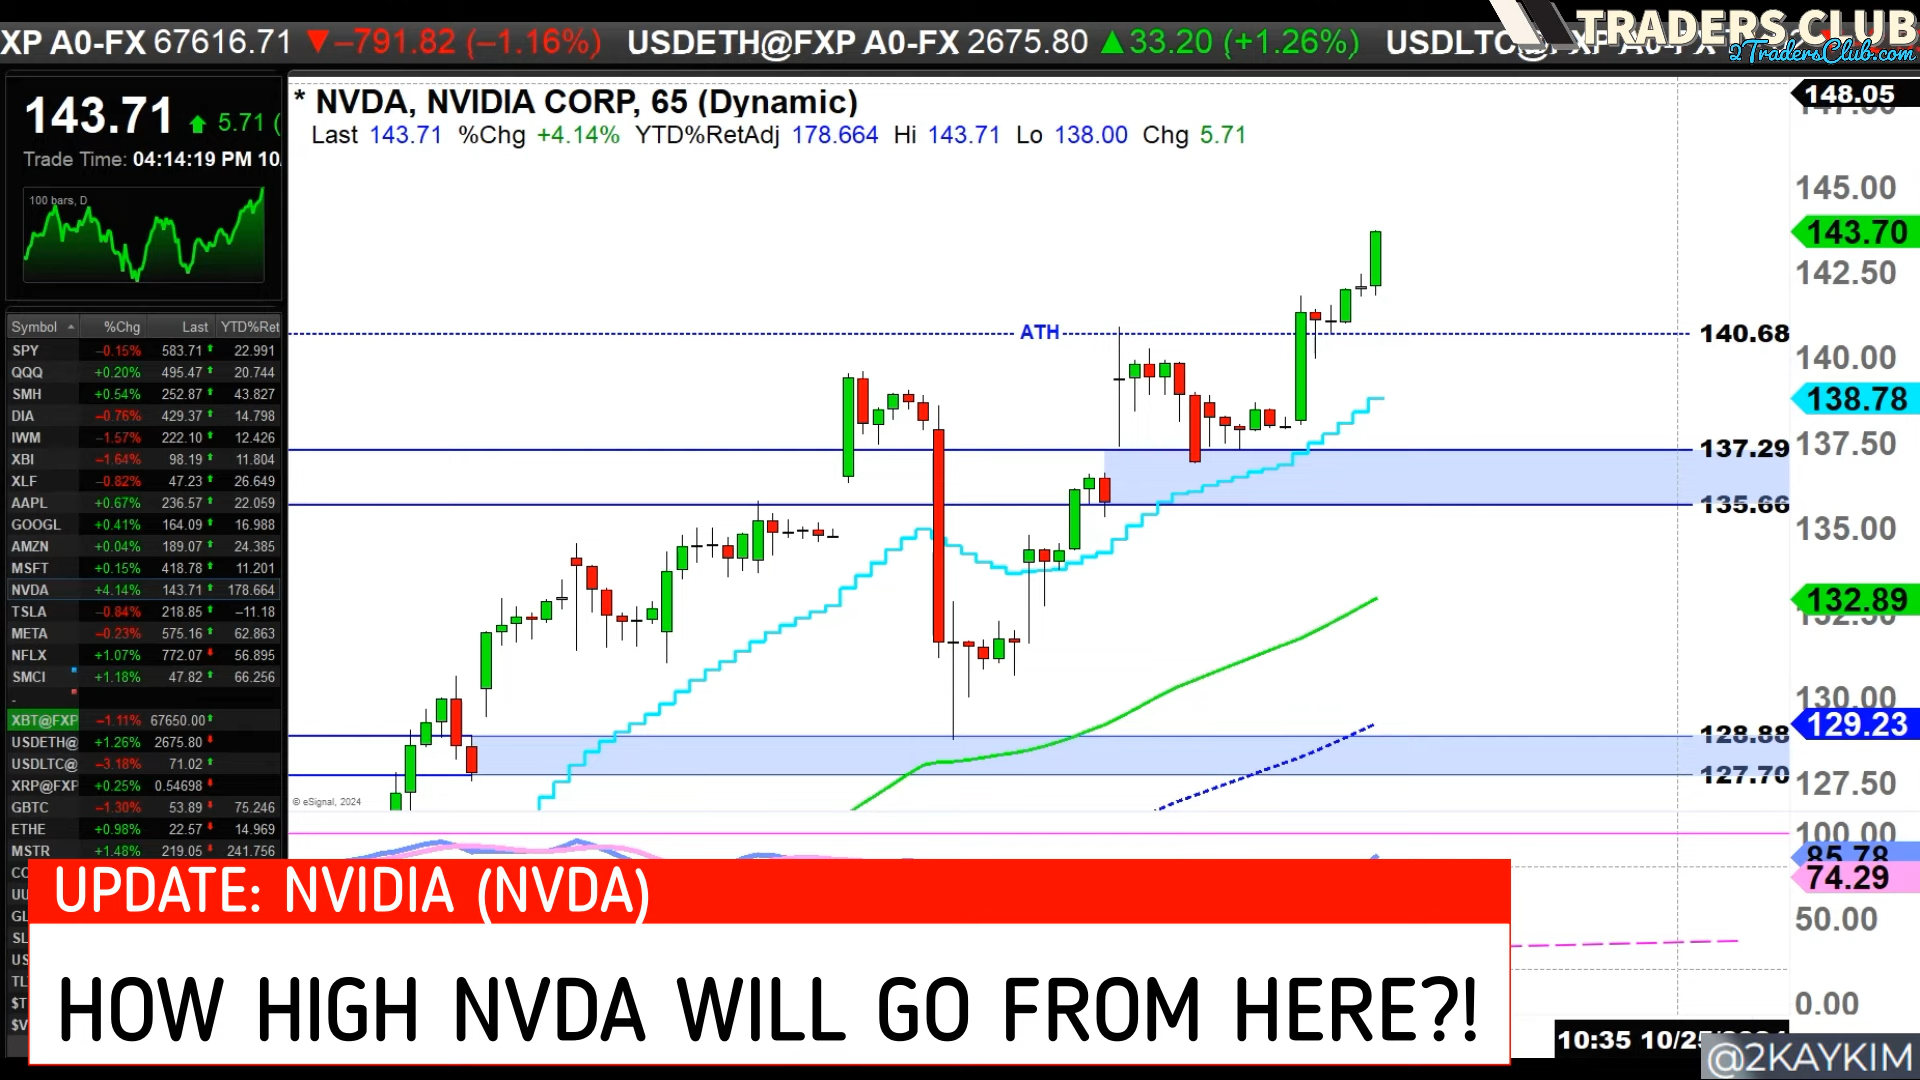 XP A0-FX 67616.71 ▼–791.82 (–1.16%) USDETH@FXP A0-FX 2675.80 ▲33.20 (+1.26%)
TRADERS CLUB
2TradersClub.com
143.71 5.71 (
Trade Time: 04:14:19 PM 10
100 bars, D
* NVDA, NVIDIA CORP, 65 (Dynamic)
Last 143.71 %Chg +4.14% YTD%RetAdj 178.664 Hi 143.71 Lo 138.00 Chg 5.71
Symbol %Chg Last YTD%Ret
SPY –0.15% 583.71 22.991
QQQ +0.20% 495.47 20.744
SMH +0.54% 252.87 43.827
DIA –0.76% 429.37 14.798
IWM –1.57% 222.10 12.426
XBI –1.64% 98.19 11.804
XLF –0.82% 47.23 26.649
AAPL +0.67% 236.57 22.059
GOOGL +0.41% 164.09 16.988
AMZN +0.04% 189.07 24.385
MSFT +0.15% 418.78 11.201
NVDA +4.14% 143.71 178.664
TSLA –0.84% 218.85 –11.18
META –0.23% 575.16 62.863
NFLX +1.07% 772.07 56.895
SMCI +1.18% 47.82 66.256
XBT@FXP –1.11% 67650.00
USDETH@ +1.26% 2675.80
USDLTC@ –3.18% 71.02
XRP@FXP +0.25% 0.54698
GBTC –1.30% 53.89 75.246
ETHE +0.98% 22.57 14.969
MSTR +1.48% 219.05 241.756
ATH
© eSignal, 2024
140.68
137.29
135.66
128.88
127.70
148.05
145.00
143.70
142.50
140.00
138.78
137.50
135.00
132.89
132.50
130.00
129.23
127.50
100.00
85.78
74.29
50.00
0.00
UPDATE: NVIDIA (NVDA)
HOW HIGH NVDA WILL GO FROM HERE?!
10:35 10/25
@2KAYKIM